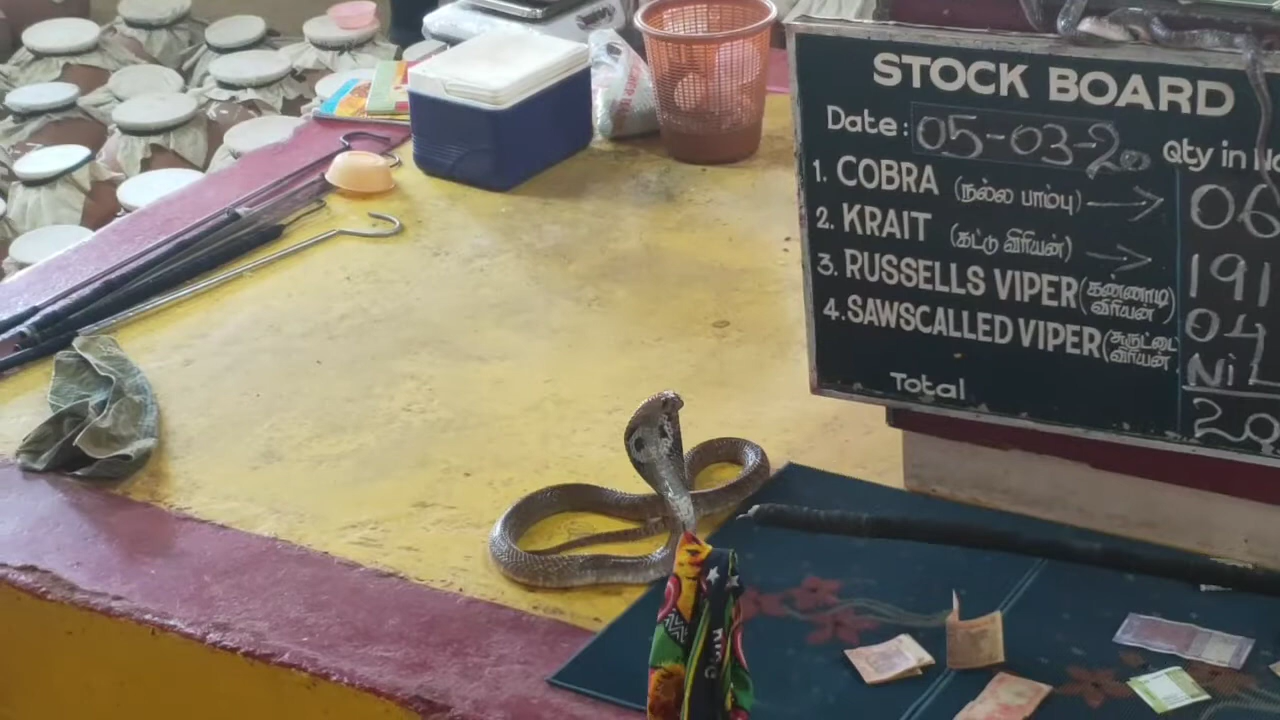 STOCK BOARD
Date: 05-03-20
Qty in No
1. COBRA (நல்ல பாம்பு) → 06
2. KRAIT (கட்டு விரியன்) → 191
3. RUSSELLS VIPER (கண்ணாடி விரியன்) 04
4. SAWSCALLED VIPER (சுருட்டை விரியன் NiL
Total 20